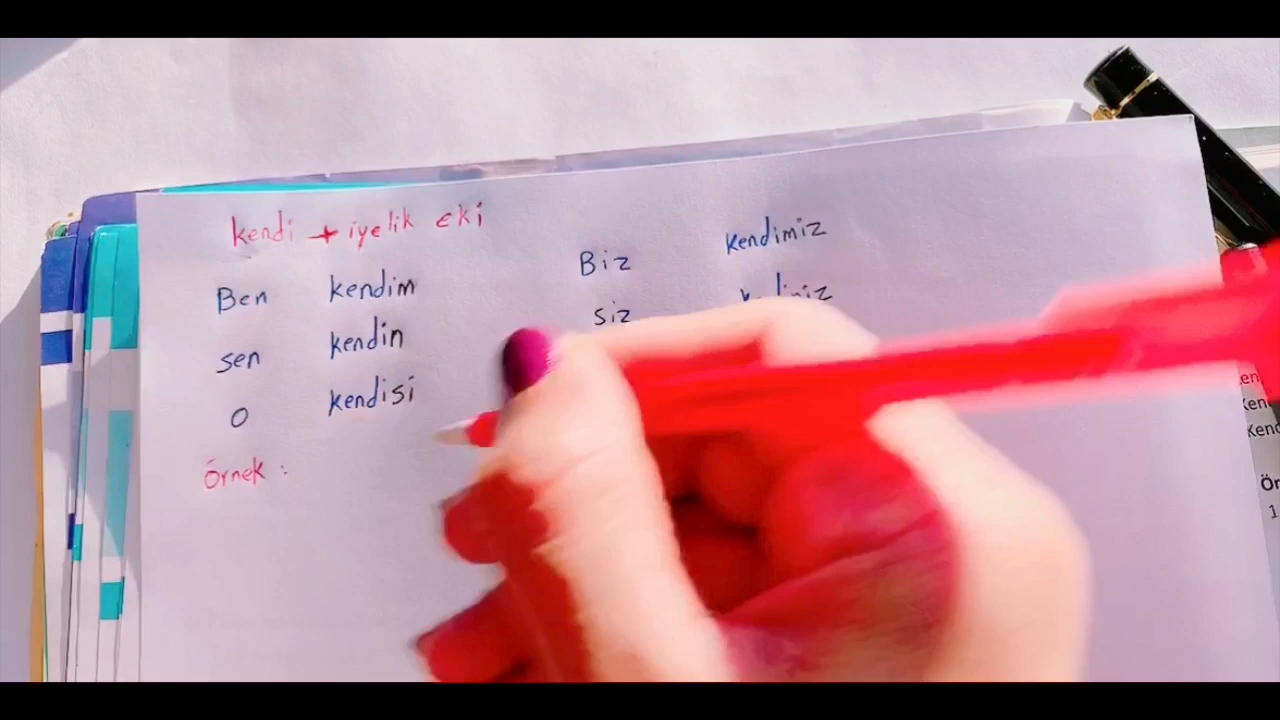 kendi + iyelik eki
Ben kendim
sen kendin
O kendisi
Biz kendimiz
siz
Örnek :